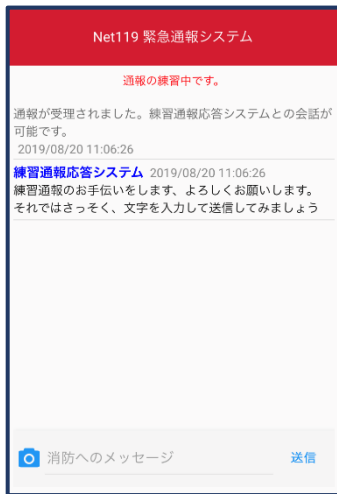 Net119 緊急通報システム
通報の練習中です。
通報が受理されました。練習通報応答システムとの会話が
可能です。
2019/08/20 11:06:26
練習通報応答システム 2019/08/20 11:06:26
練習通報のお手伝いをします、よろしくお願いします。
それではさっそく、文字を入力して送信してみましょう
消防へのメッセージ 送信